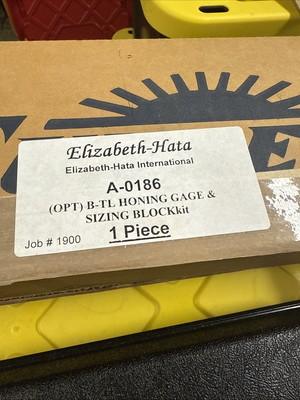 Elizabeth-Hata
Elizabeth-Hata International
A-0186
(OPT) B-TL HONING GAGE &
SIZING BLOCKkit
Job # 1900
1 Piece